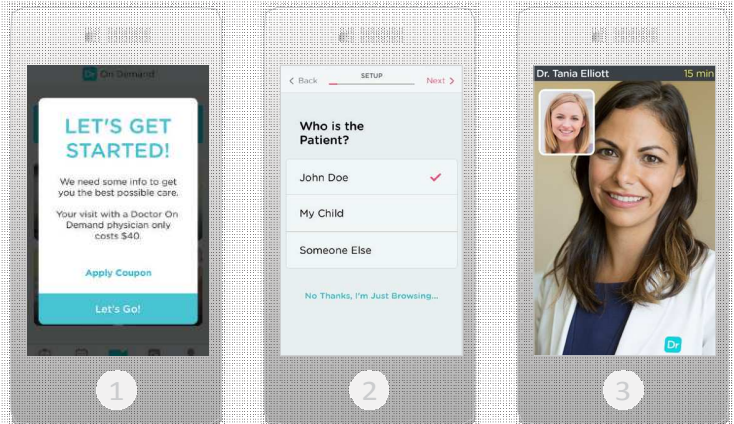 Dr On Demand
LET'S GET
STARTED!
We need some info to get
you the best possible care.
Your visit with a Doctor On
Demand physician only
costs $40.
Apply Coupon
Let's Go!
1
Back SETUP Next
Who is the
Patient?
John Doe
My Child
Someone Else
No Thanks, I'm Just Browsing...
2
Dr. Tania Elliott 15 min
Dr
3